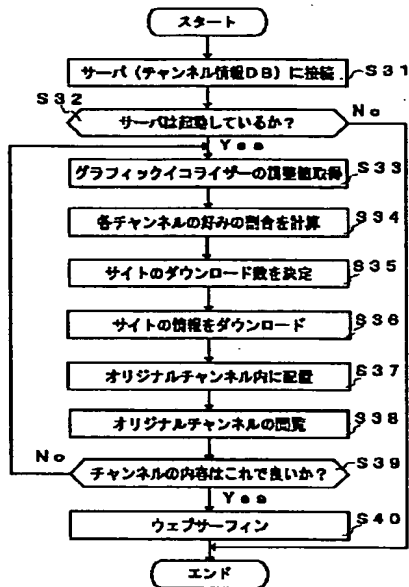 スタート
サーバ（チャンネル情報DB）に接続 S31
S32
サーバは起動しているか？ No
Yes
グラフィックイコライザーの調整値取得 S33
各チャンネルの好みの割合を計算 S34
サイトのダウンロード数を決定 S35
サイトの情報をダウンロード S36
オリジナルチャンネル内に配置 S37
オリジナルチャンネルの閲覧 S38
No チャンネルの内容はこれで良いか？ S39
Yes
ウェブサーフィン S40
エンド